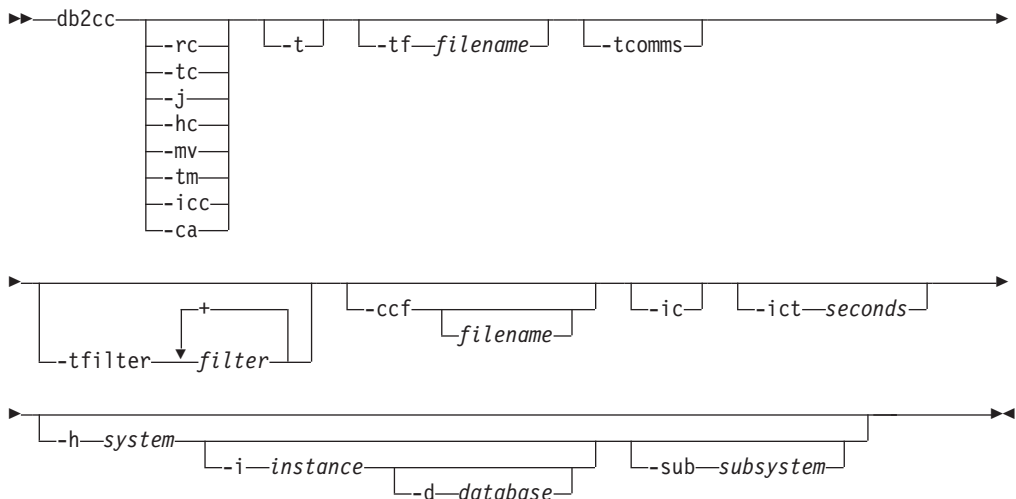 db2cc
-rc -t -tf filename -tcomms
-tc
-j
-hc
-mv
-tm
-icc
-ca
+ -ccf -ic -ict seconds
filename
-tfilter filter
-h system
-i instance -sub subsystem
-d database